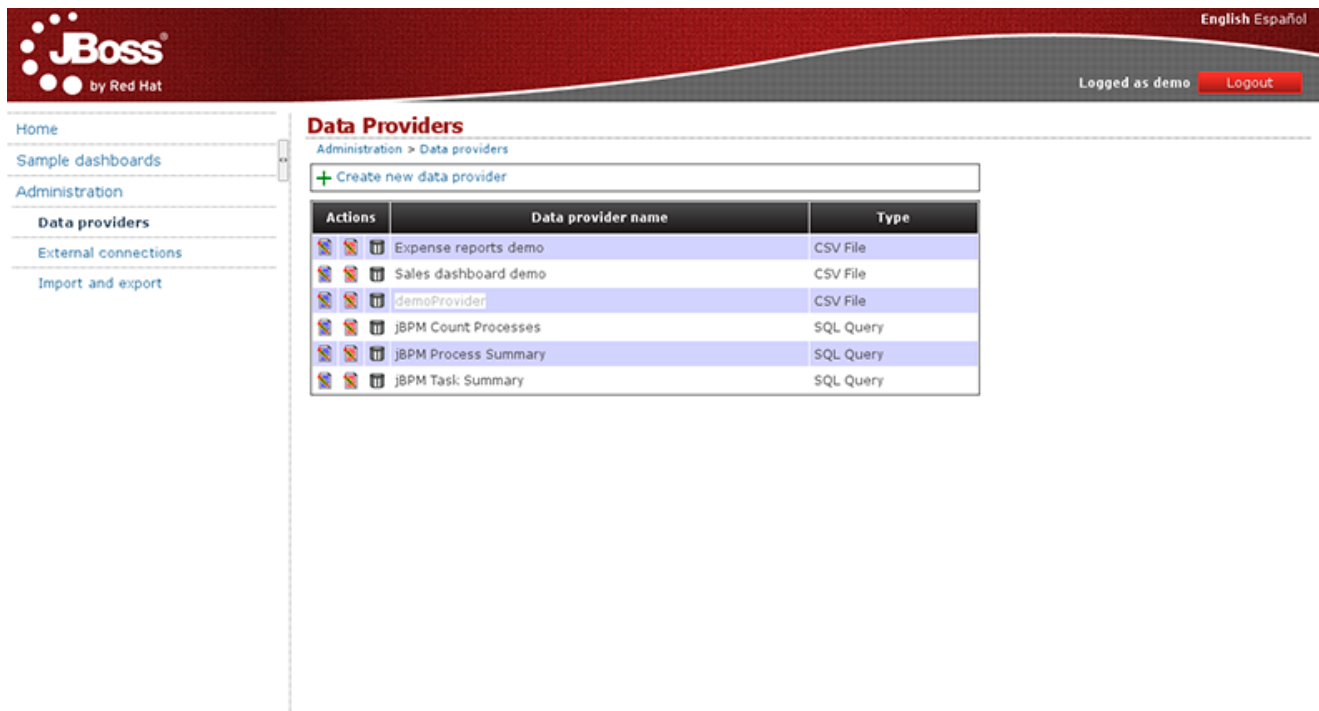 English Español
JBoss®
by Red Hat
Logged as demo Logout
Home
Sample dashboards
Administration
Data providers
External connections
Import and export
Data Providers
Administration > Data providers
Create new data provider
Actions Data provider name Type
Expense reports demo CSV File
Sales dashboard demo CSV File
demoProvider CSV File
jBPM Count Processes SQL Query
jBPM Process Summary SQL Query
jBPM Task Summary SQL Query